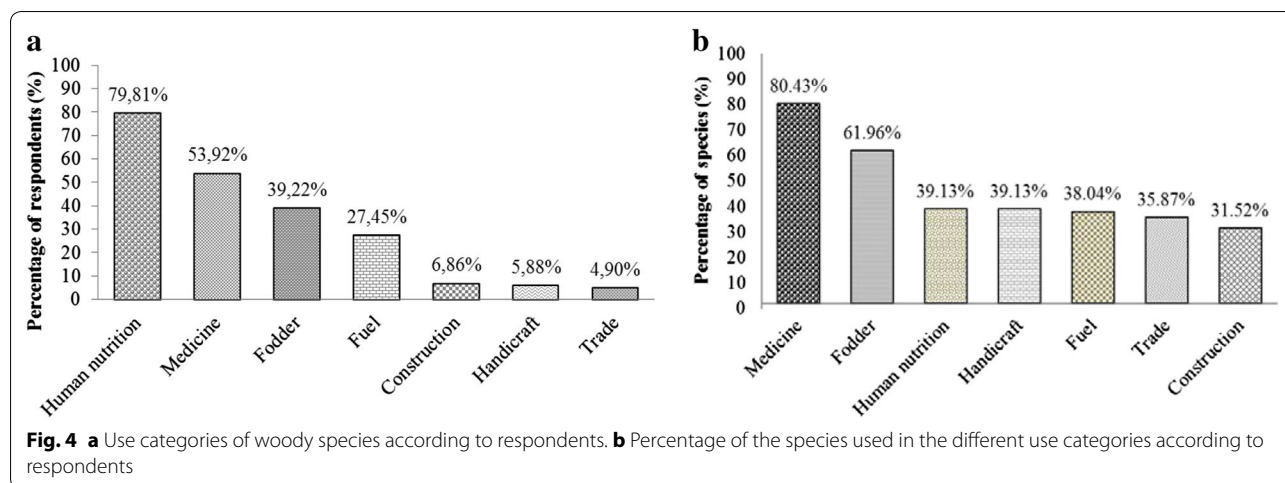 a
Percentage of respondents (%)
100
90
80
70
60
50
40
30
20
10
0
79,81%
53,92%
39,22%
27,45%
6,86%
5,88%
4,90%
Human nutrition
Medicine
Fodder
Fuel
Construction
Handicraft
Trade
b
Percentage of species (%)
100
90
80
70
60
50
40
30
20
10
0
80.43%
61.96%
39.13%
39.13%
38.04%
35.87%
31.52%
Medicine
Fodder
Human nutrition
Handicraft
Fuel
Trade
Construction
Fig. 4 a Use categories of woody species according to respondents. b Percentage of the species used in the different use categories according to
respondents